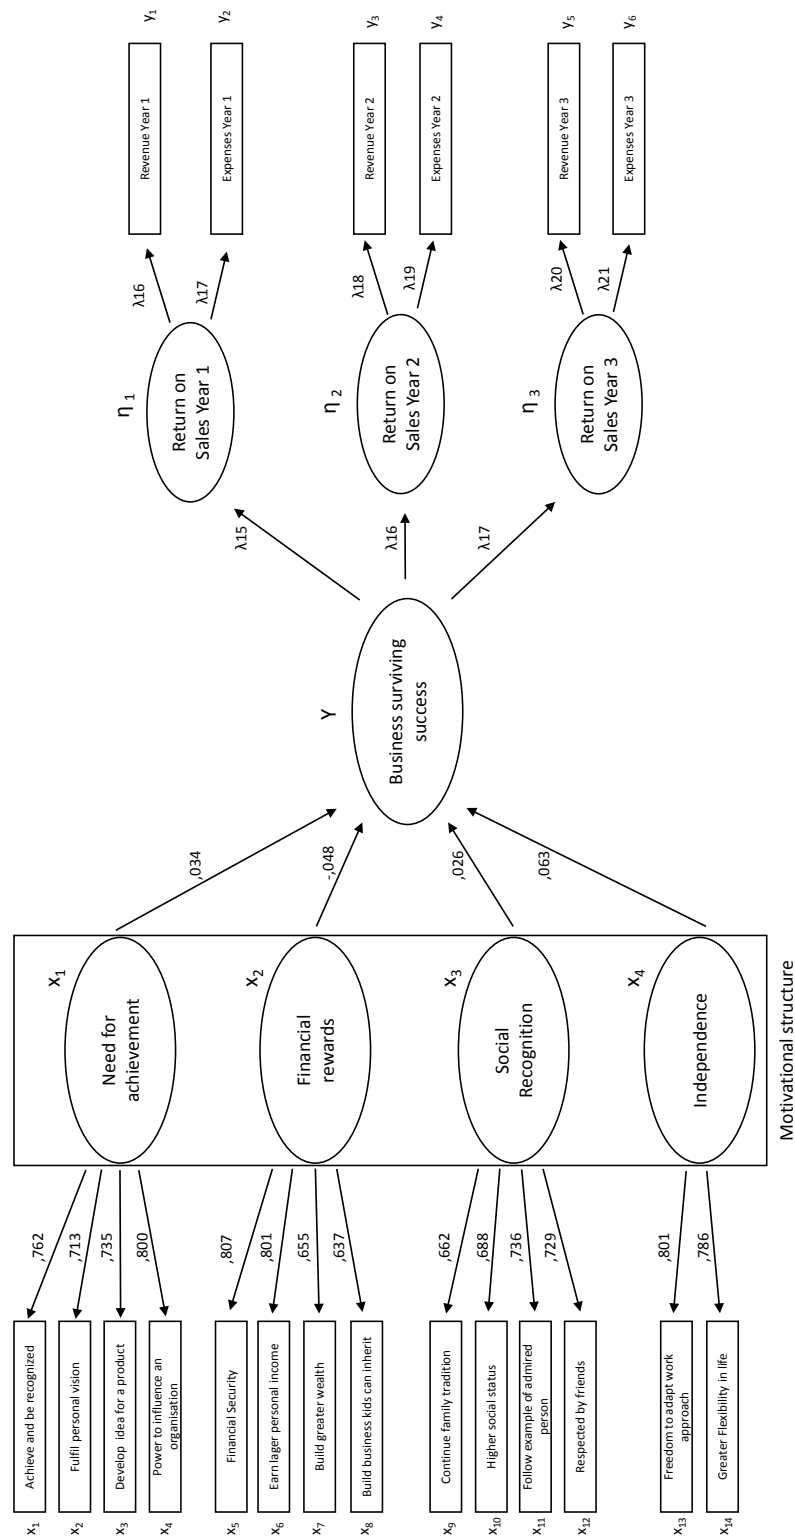 x1
Achieve and be recognized
x2
Fulfil personal vision
x3
Develop idea for a product
x4
Power to influence an
organisation
x5
Financial Security
x6
Earn lager personal income
x7
Build greater wealth
x8
Build business kids can inherit
x9
Continue family tradition
x10
Higher social status
x11
Follow example of admired
person
x12
Respected by friends
x13
Freedom to adapt work
approach
x14
Greater Flexibility in life
,762
,713
,735
,800
,807
,801
,655
,637
,662
,688
,736
,729
,801
,786
X1
Need for
achievement
X2
Financial
rewards
X3
Social
Recognition
X4
Independence
Motivational structure
,034
-,048
,026
,063
Y
Business surviving
success
λ15
λ16
λ17
η 1
Return on
Sales Year 1
η 2
Return on
Sales Year 2
η 3
Return on
Sales Year 3
λ16
λ17
λ18
λ19
λ20
λ21
Revenue Year 1
y1
Expenses Year 1
y2
Revenue Year 2
y3
Expenses Year 2
y4
Revenue Year 3
y5
Expenses Year 3
y6